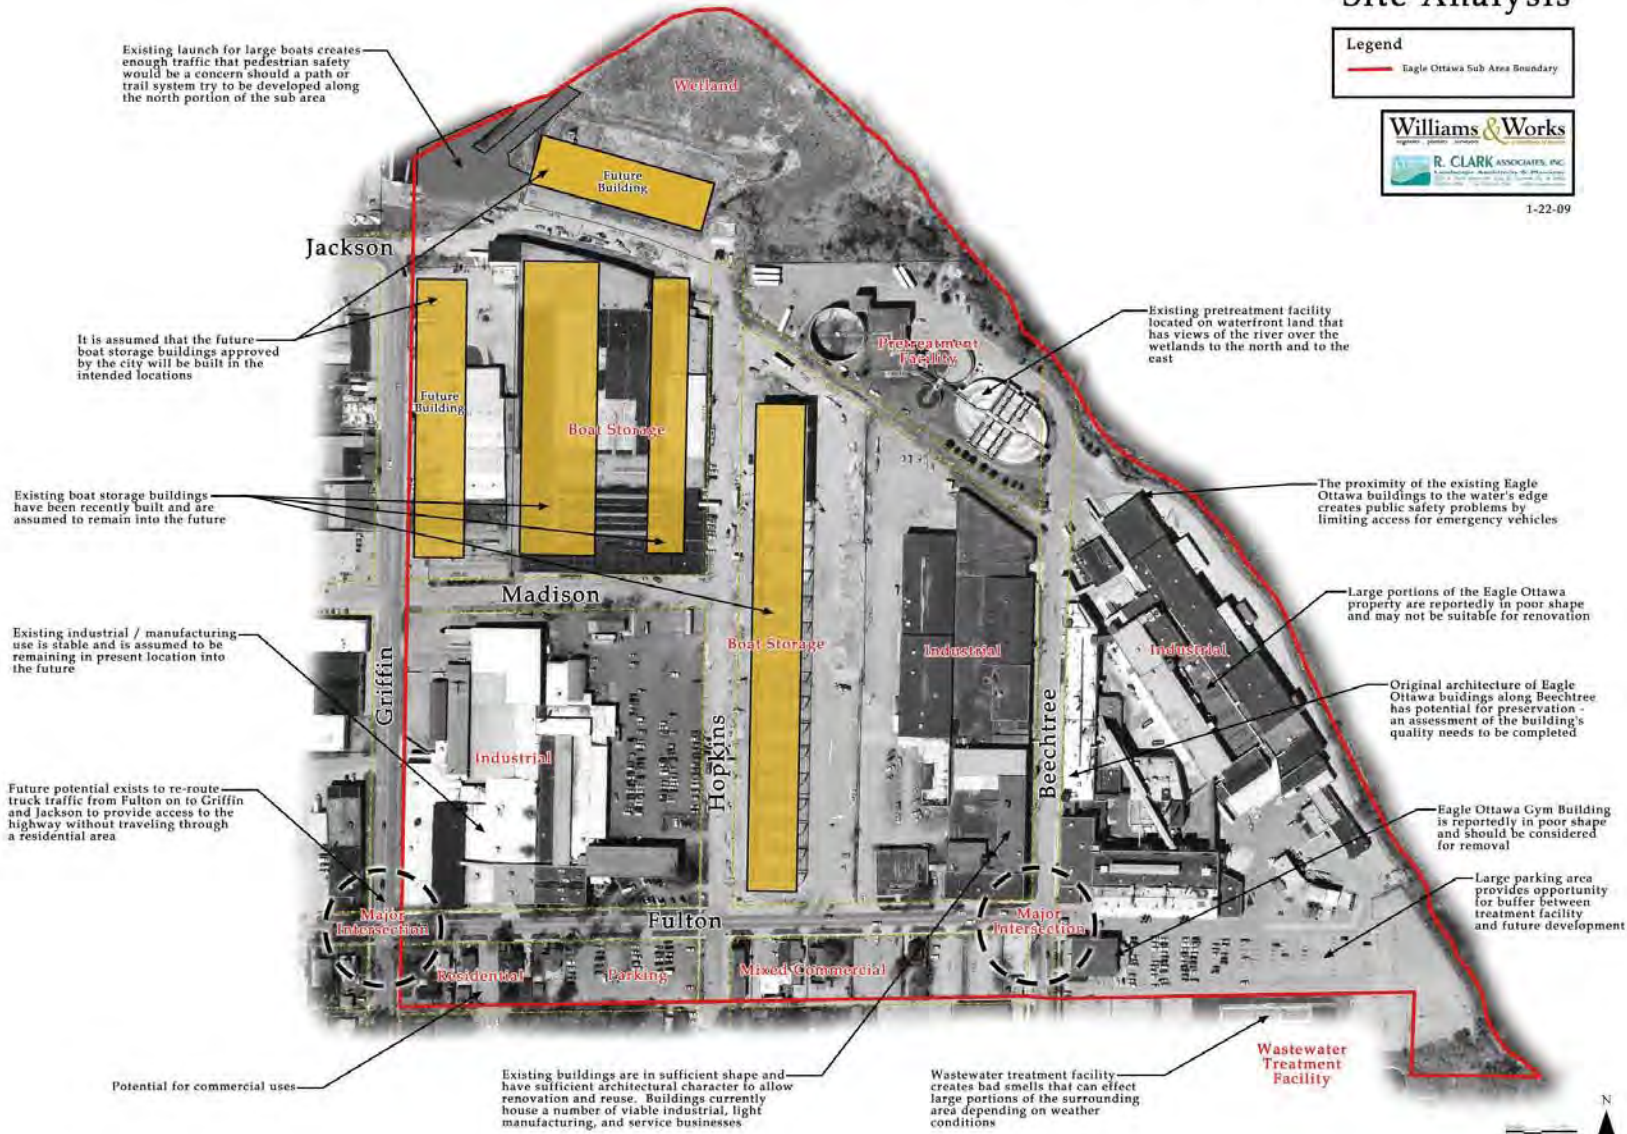 Site Analysis
Legend
Eagle Ottawa Sub Area Boundary
Williams & Works
R. CLARK ASSOCIATES, INC.
1-22-09
Existing launch for large boats creates
enough traffic that pedestrian safety
would be a concern should a path or
trail system try to be developed along
the north portion of the sub area
Wetland
Future
Building
Jackson
It is assumed that the future
boat storage buildings approved
by the city will be built in the
intended locations
Future
Building
Boat Storage
Pretreatment
Facility
Existing pretreatment facility
located on waterfront land that
has views of the river over the
wetlands to the north and to the
east
Existing boat storage buildings
have been recently built and are
assumed to remain into the future
The proximity of the existing Eagle
Ottawa buildings to the water's edge
creates public safety problems by
limiting access for emergency vehicles
Madison
Large portions of the Eagle Ottawa
property are reportedly in poor shape
and may not be suitable for renovation
Existing industrial / manufacturing
use is stable and is assumed to be
remaining in present location into
the future
Griffin
Boat Storage
Industrial
Industrial
Original architecture of Eagle
Ottawa buidings along Beechtree
has potential for preservation -
an assessment of the building's
quality needs to be completed
Industrial
Hopkins
Beechtree
Future potential exists to re-route
truck traffic from Fulton on to Griffin
and Jackson to provide access to the
highway without traveling through
a residential area
Eagle Ottawa Gym Building
is reportedly in poor shape
and should be considered
for removal
Large parking area
provides opportunity
for buffer between
treatment facility
and future development
Major
Intersection
Fulton
Major
Intersection
Residential
Parking
Mixed Commercial
Potential for commercial uses
Existing buildings are in sufficient shape and
have sufficient architectural character to allow
renovation and reuse. Buildings currently
house a number of viable industrial, light
manufacturing, and service businesses
Wastewater treatment facility
creates bad smells that can effect
large portions of the surrounding
area depending on weather
conditions
Wastewater
Treatment
Facility
N